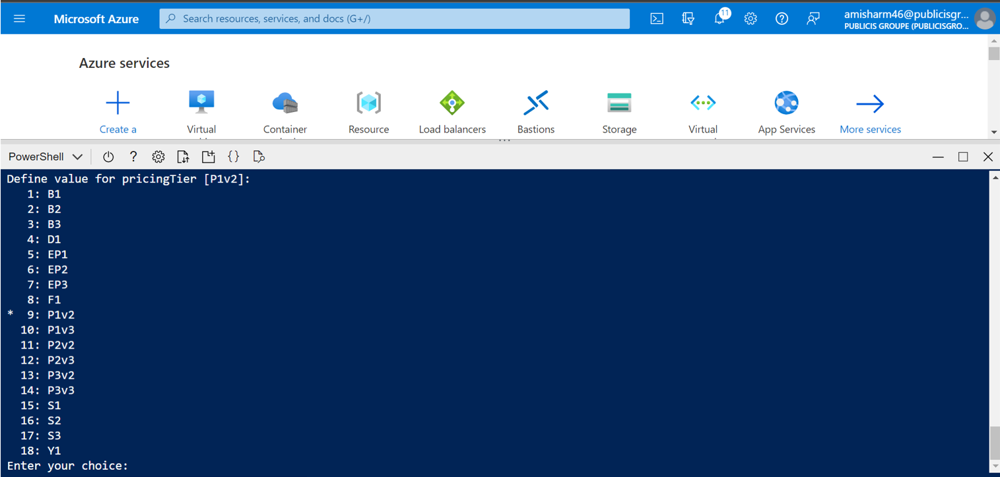 Microsoft Azure
Search resources, services, and docs (G+/)
11
amisharm46@publicisgr...
PUBLICIS GROUPE (PUBLICISGRO...
Azure services
Create a
Virtual
Container
Resource
Load balancers
Bastions
Storage
Virtual
App Services
More services
PowerShell
Define value for pricingTier [P1v2]:
1: B1
2: B2
3: B3
4: D1
5: EP1
6: EP2
7: EP3
8: F1
* 9: P1v2
10: P1v3
11: P2v2
12: P2v3
13: P3v2
14: P3v3
15: S1
16: S2
17: S3
18: Y1
Enter your choice: